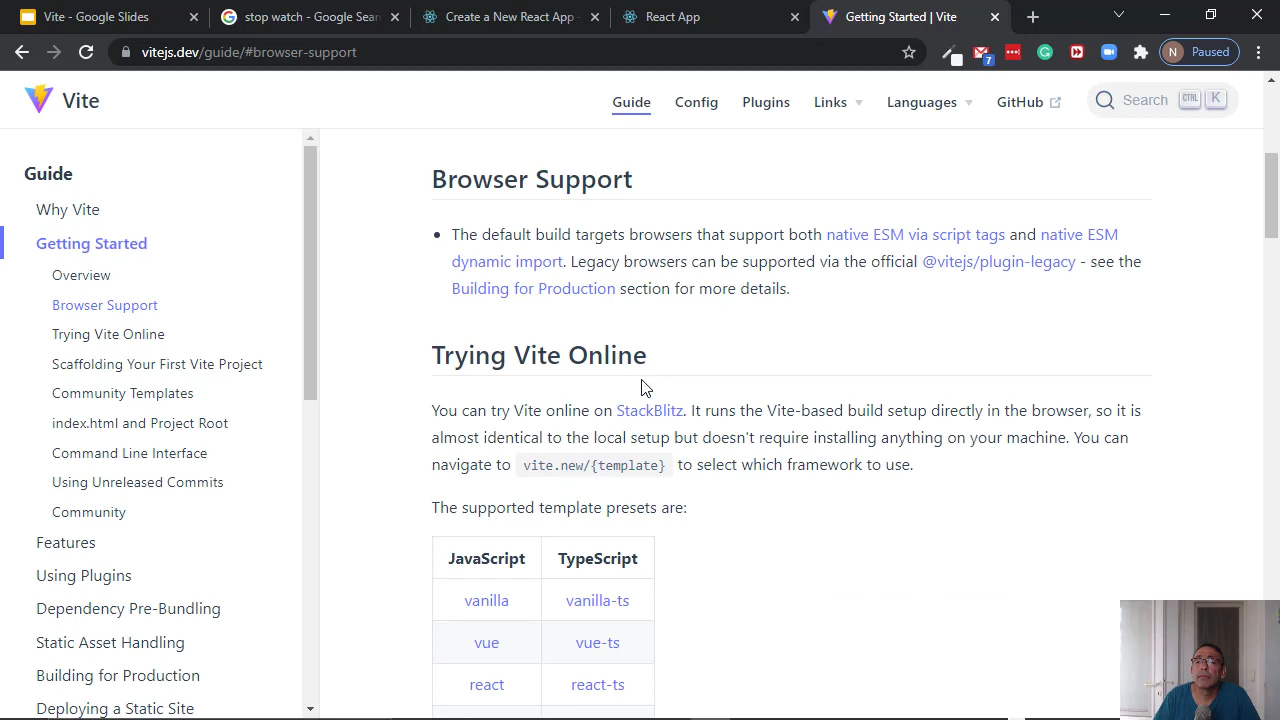 Vite - Google Slides
stop watch - Google Sear
Create a New React App -
React App
Getting Started | Vite
vitejs.dev/guide/#browser-support
7
N Paused
Vite
Guide
Config
Plugins
Links
Languages
GitHub
Search CTRL K
Guide
Why Vite
Getting Started
Overview
Browser Support
Trying Vite Online
Scaffolding Your First Vite Project
Community Templates
index.html and Project Root
Command Line Interface
Using Unreleased Commits
Community
Features
Using Plugins
Dependency Pre-Bundling
Static Asset Handling
Building for Production
Deploying a Static Site
Browser Support
The default build targets browsers that support both native ESM via script tags and native ESM
dynamic import. Legacy browsers can be supported via the official @vitejs/plugin-legacy - see the
Building for Production section for more details.
Trying Vite Online
You can try Vite online on StackBlitz. It runs the Vite-based build setup directly in the browser, so it is
almost identical to the local setup but doesn't require installing anything on your machine. You can
navigate to vite.new/{template} to select which framework to use.
The supported template presets are:
JavaScript TypeScript
vanilla vanilla-ts
vue vue-ts
react react-ts